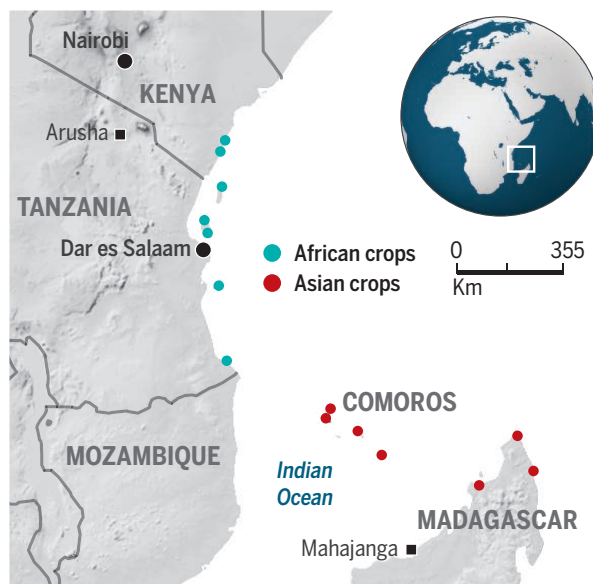 Nairobi
KENYA
Arusha
TANZANIA
Dar es Salaam
African crops
Asian crops
0 355
Km
COMOROS
MOZAMBIQUE
Indian
Ocean
MADAGASCAR
Mahajanga